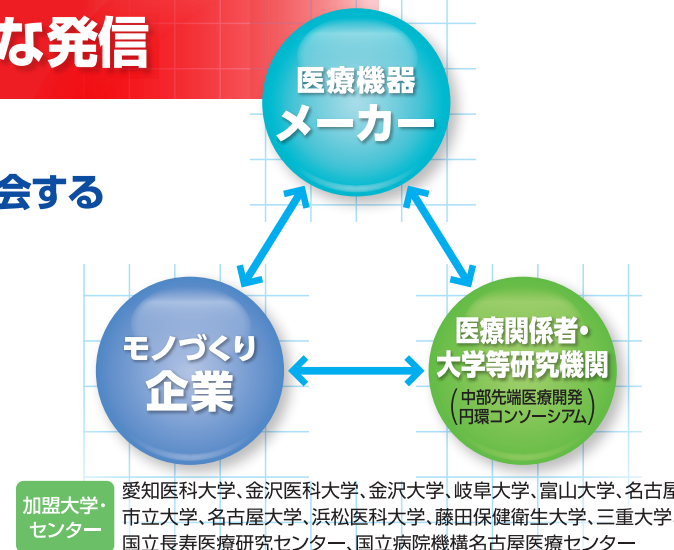 な発信
医療機器
メーカー
会する
モノづくり
企業
医療関係者・
大学等研究機関
(中部先端医療開発
円環コンソーシアム)
加盟大学・
センター
愛知医科大学、金沢医科大学、金沢大学、岐阜大学、富山大学、名古屋
市立大学、名古屋大学、浜松医科大学、藤田保健衛生大学、三重大学、
国立長寿医療研究センター、国立病院機構名古屋医療センター